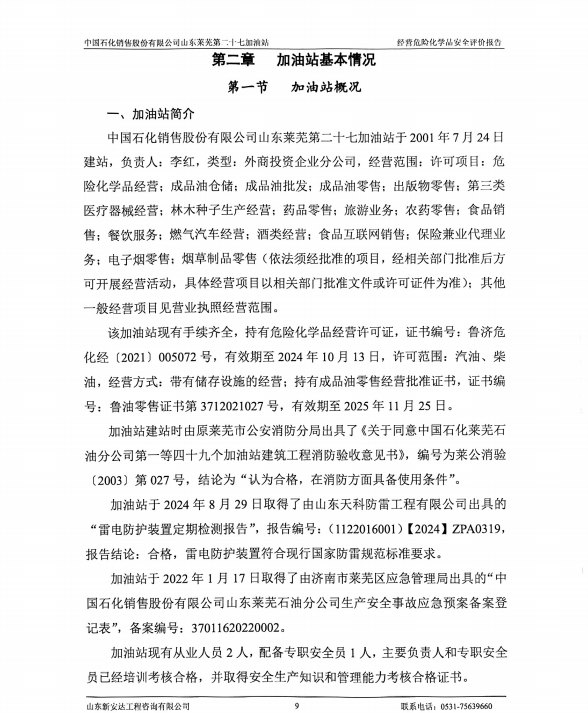 中国石化销售股份有限公司山东莱芜第二十七加油站 经营危险化学品安全评价报告
第二章 加油站基本情况
第一节 加油站概况
一、加油站简介
中国石化销售股份有限公司山东莱芜第二十七加油站于 2001 年 7 月 24 日
建站，负责人：李红，类型：外商投资企业分公司，经营范围：许可项目：危
险化学品经营；成品油仓储；成品油批发；成品油零售；出版物零售；第三类
医疗器械经营；林木种子生产经营；药品零售；旅游业务；农药零售；食品销
售；餐饮服务；燃气汽车经营；酒类经营；食品互联网销售；保险兼业代理业
务；电子烟零售；烟草制品零售（依法须经批准的项目，经相关部门批准后方
可开展经营活动，具体经营项目以相关部门批准文件或许可证件为准）；其他
一般经营项目见营业执照经营范围。
该加油站现有手续齐全，持有危险化学品经营许可证，证书编号：鲁济危
化经〔2021〕005072 号，有效期至 2024 年 10 月 13 日，许可范围：汽油、柴
油，经营方式：带有储存设施的经营；持有成品油零售经营批准证书，证书编
号：鲁油零售证书第 3712021027 号，有效期至 2025 年 11 月 25 日。
加油站建站时由原莱芜市公安消防分局出具了《关于同意中国石化莱芜石
油分公司第一等四十九个加油站建筑工程消防验收意见书》，编号为莱公消验
〔2003〕第 027 号，结论为“认为合格，在消防方面具备使用条件”。
加油站于 2024 年 8 月 29 日取得了由山东天科防雷工程有限公司出具的
“雷电防护装置定期检测报告”，报告编号：（1122016001）【2024】ZPA0319，
报告结论：合格，雷电防护装置符合现行国家防雷规范标准要求。
加油站于 2022 年 1 月 17 日取得了由济南市莱芜区应急管理局出具的“中
国石化销售股份有限公司山东莱芜石油分公司生产安全事故应急预案备案登
记表”，备案编号：37011620220002。
加油站现有从业人员 2 人，配备专职安全员 1 人，主要负责人和专职安全
员已经培训考核合格，并取得安全生产知识和管理能力考核合格证书。
山东新安达工程咨询有限公司 9 联系电话：0531-75639660